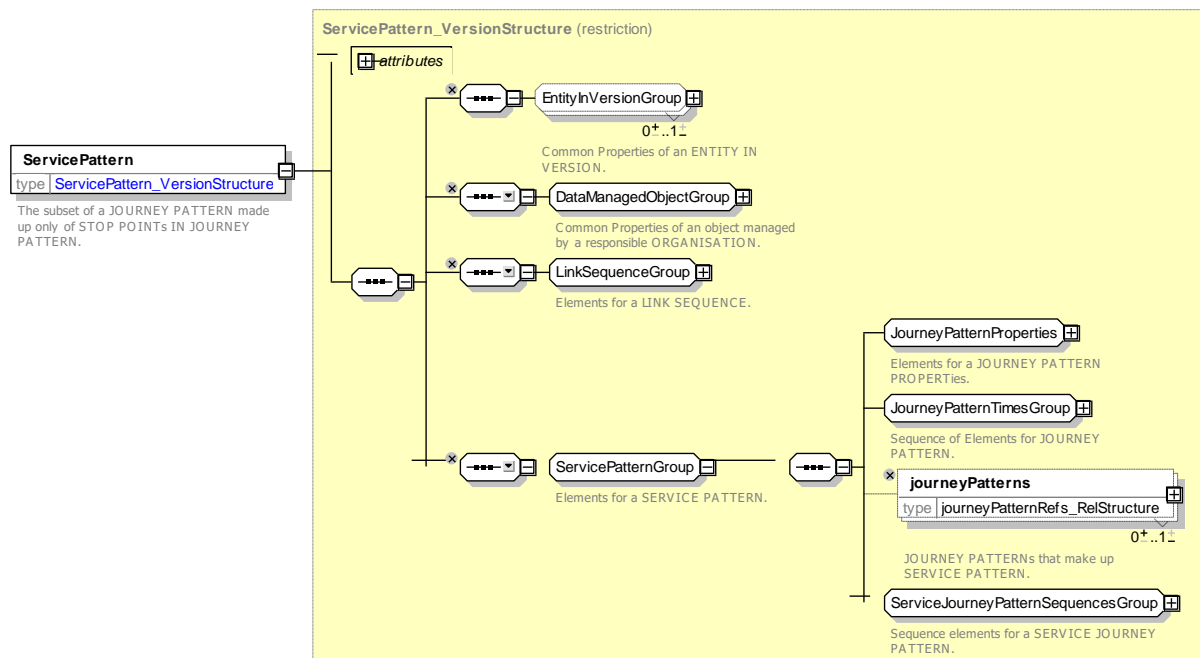 ServicePattern_VersionStructure (restriction)
attributes
EntityInVersionGroup
0..1
Common Properties of an ENTITY IN
VERSION.
ServicePattern
type ServicePattern_VersionStructure
The subset of a JOURNEY PATTERN made
up only of STOP POINTs IN JOURNEY
PATTERN.
DataManagedObjectGroup
Common Properties of an object managed
by a responsible ORGANISATION.
LinkSequenceGroup
Elements for a LINK SEQUENCE.
JourneyPatternProperties
Elements for a JOURNEY PATTERN
PROPERTies.
JourneyPatternTimesGroup
Sequence of Elements for JOURNEY
PATTERN.
ServicePatternGroup
Elements for a SERVICE PATTERN.
journeyPatterns
type journeyPatternRefs_RelStructure
0..1
JOURNEY PATTERNs that make up
SERVICE PATTERN.
ServiceJourneyPatternSequencesGroup
Sequence elements for a SERVICE JOURNEY
PATTERN.